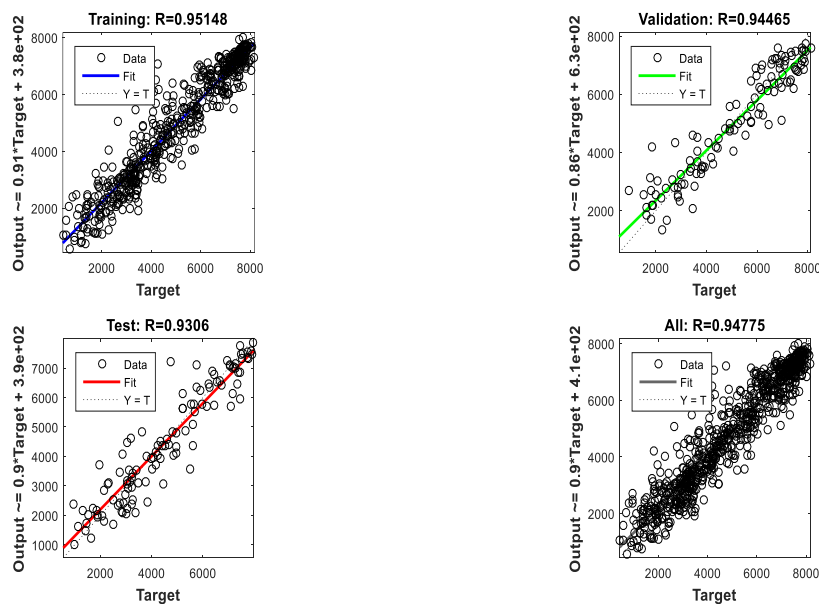 Training: R=0.95148
Output ~= 0.91*Target + 3.8e+02
8000
6000
4000
2000
Data
Fit
Y = T
2000 4000 6000 8000
Target
Validation: R=0.94465
Output ~= 0.86*Target + 6.3e+02
8000
6000
4000
2000
Data
Fit
Y = T
2000 4000 6000 8000
Target
Test: R=0.9306
Output ~= 0.9*Target + 3.9e+02
7000
6000
5000
4000
3000
2000
1000
Data
Fit
Y = T
2000 4000 6000
Target
All: R=0.94775
Output ~= 0.9*Target + 4.1e+02
8000
6000
4000
2000
Data
Fit
Y = T
2000 4000 6000 8000
Target